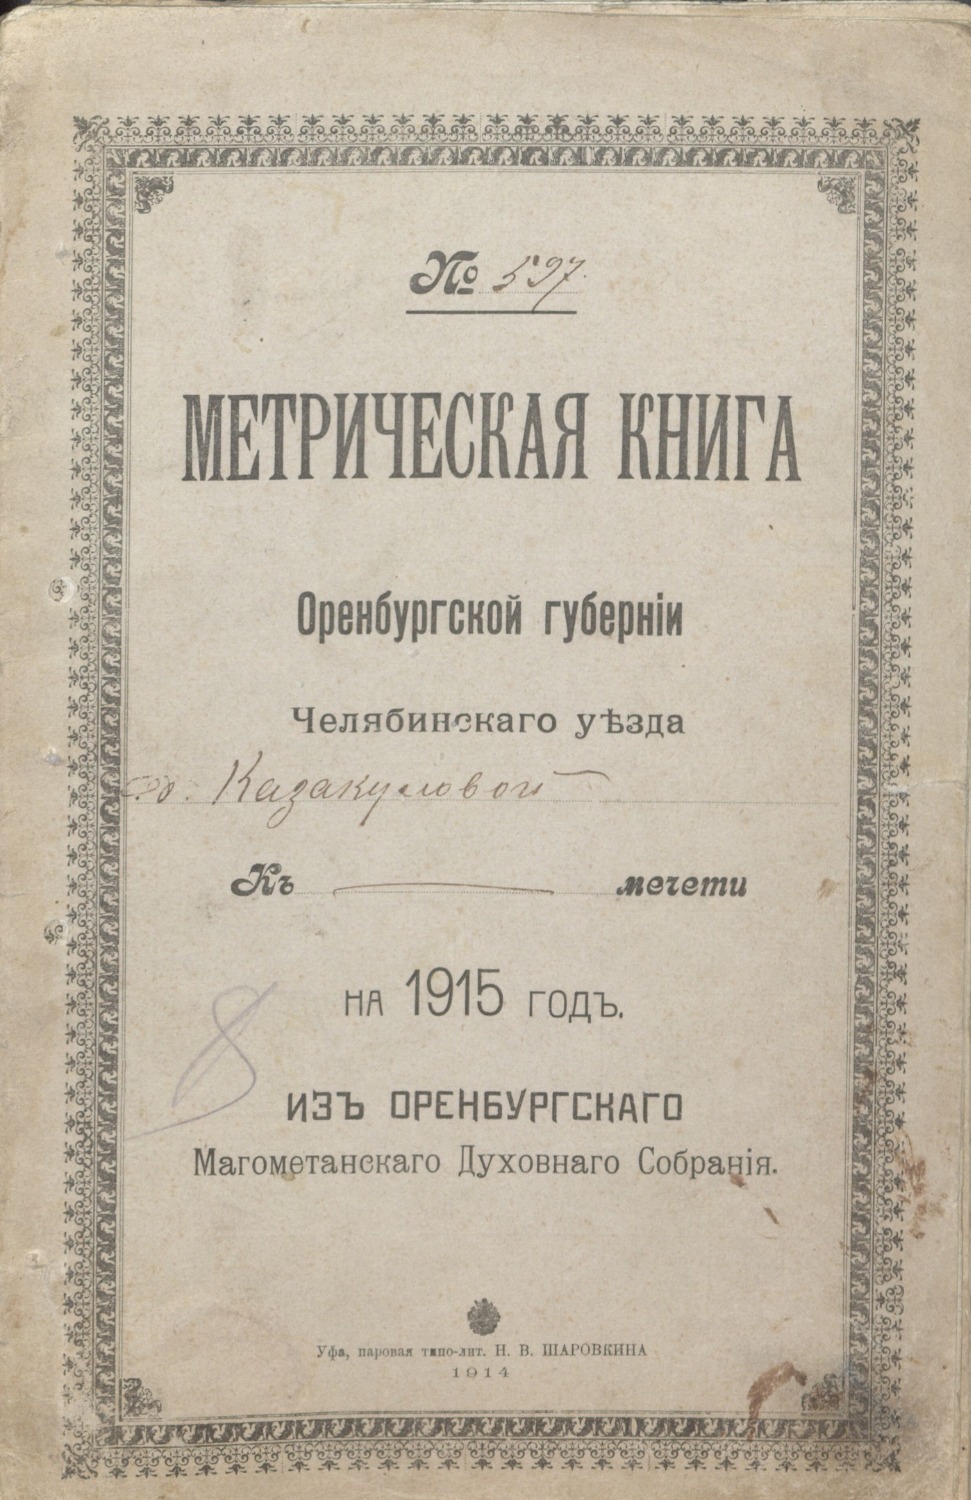 № 597.
МЕТРИЧЕСКАЯ КНИГА
Оренбургской губерніи
Челябинскаго уѣзда
д. Казакуловой
Къ мечети
на 1915 годъ.
8
ИЗЪ ОРЕНБУРГСКАГО
Магометанскаго Духовнаго Собранія.
Уфа, паровая типо-лит. Н. В. ШАРОВКИНА
1914